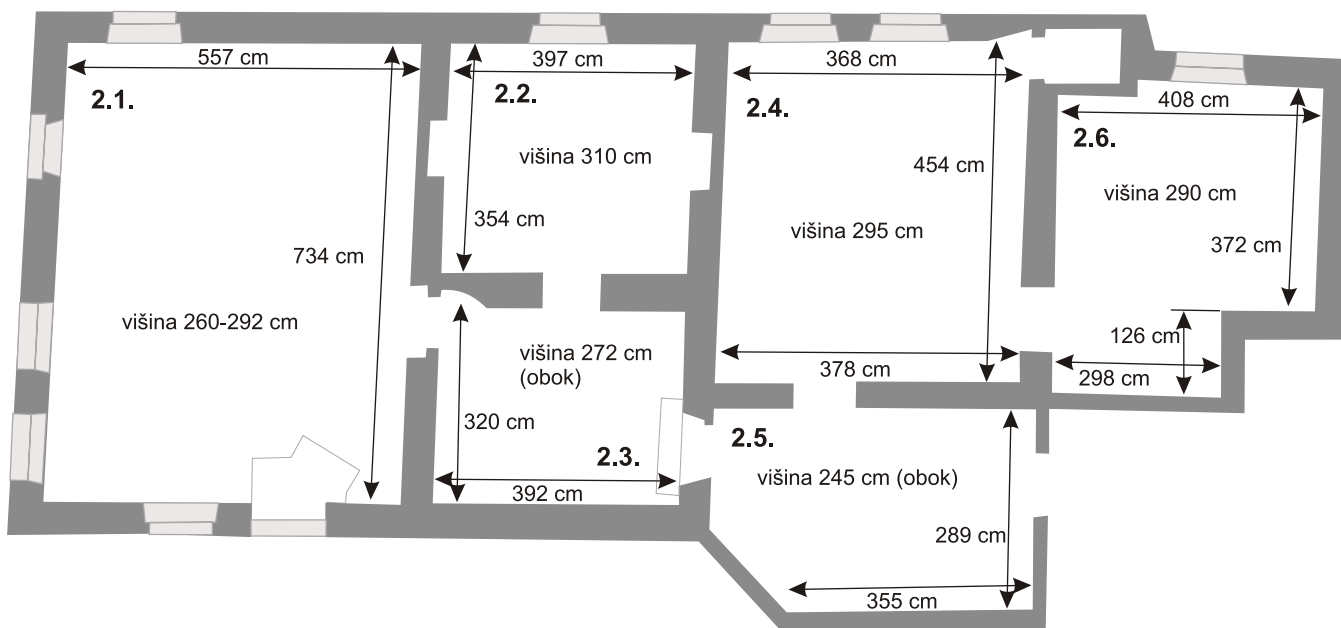 557 cm
2.1.
734 cm
višina 260-292 cm
397 cm
2.2.
višina 310 cm
354 cm
višina 272 cm
(obok)
320 cm
2.3.
392 cm
368 cm
2.4.
454 cm
višina 295 cm
378 cm
2.5.
višina 245 cm (obok)
289 cm
355 cm
408 cm
2.6.
višina 290 cm
372 cm
126 cm
298 cm